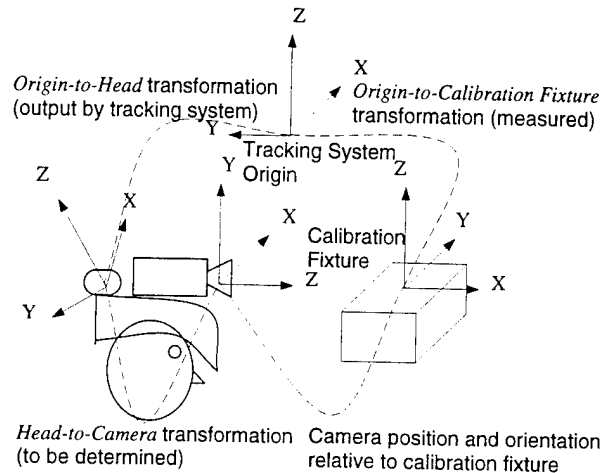 Z
Origin-to-Head transformation
(output by tracking system)
X
Origin-to-Calibration Fixture
transformation (measured)
Y
Tracking System
Origin
Z
X
Y
X
Z
Calibration
Fixture
Z
Y
X
Y
Head-to-Camera transformation
(to be determined)
Camera position and orientation
relative to calibration fixture